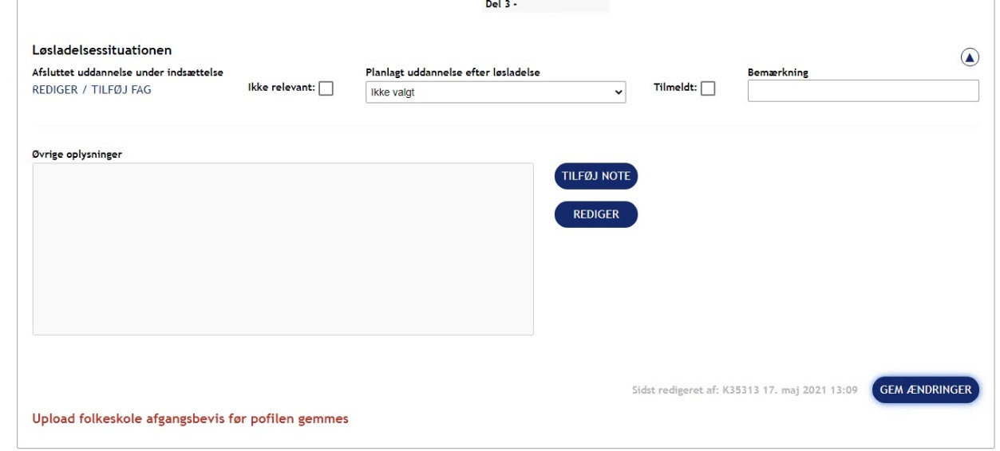 Del 3 -
Løsladelsessituationen
Afsluttet uddannelse under indsættelse
REDIGER / TILFØJ FAG
Ikke relevant:
Planlagt uddannelse efter løsladelse
Ikke valgt
Tilmeldt:
Bemærkning
Øvrige oplysninger
TILFØJ NOTE
REDIGER
Sidst redigeret af: K35313 17. maj 2021 13:09
GEM ÆNDRINGER
Upload folkeskole afgangsbevis før pofilen gemmes